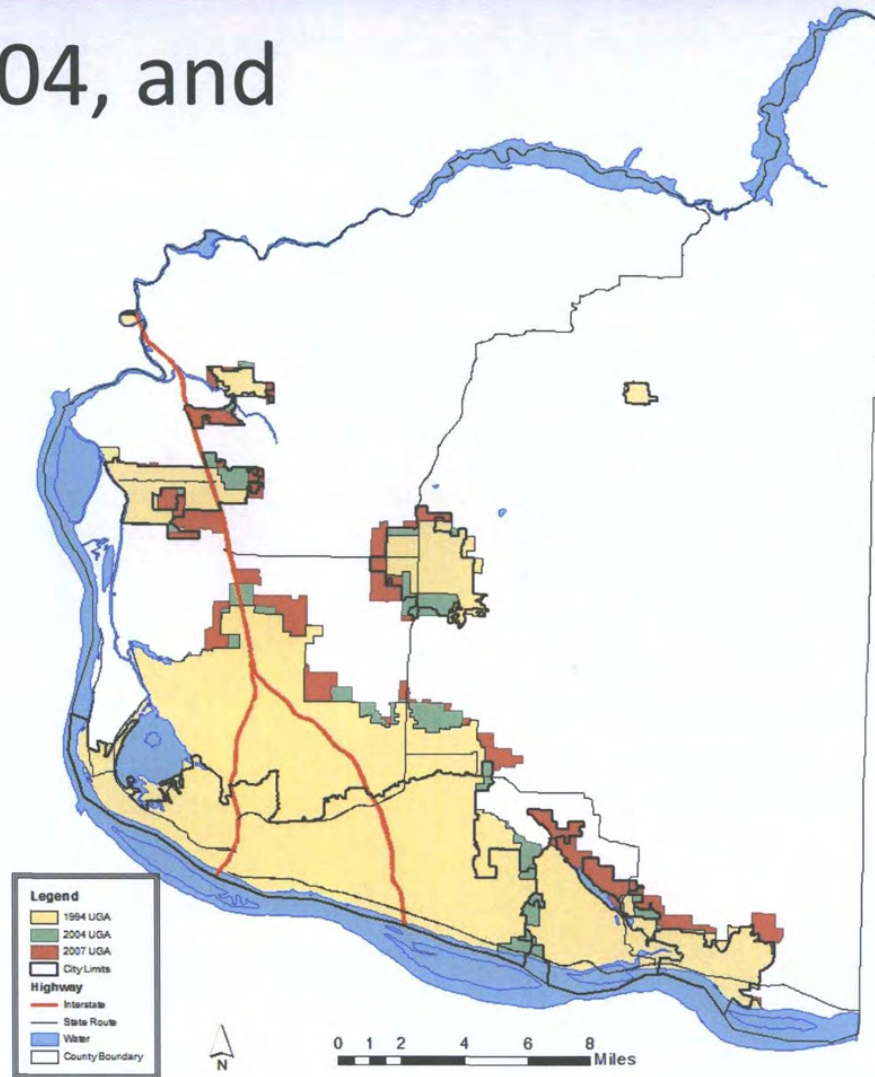 04, and
Legend
1994 UGA
2004 UGA
2007 UGA
City Limits
Highway
Interstate
State Route
Water
County Boundary
N
0 1 2 4 6 8
Miles